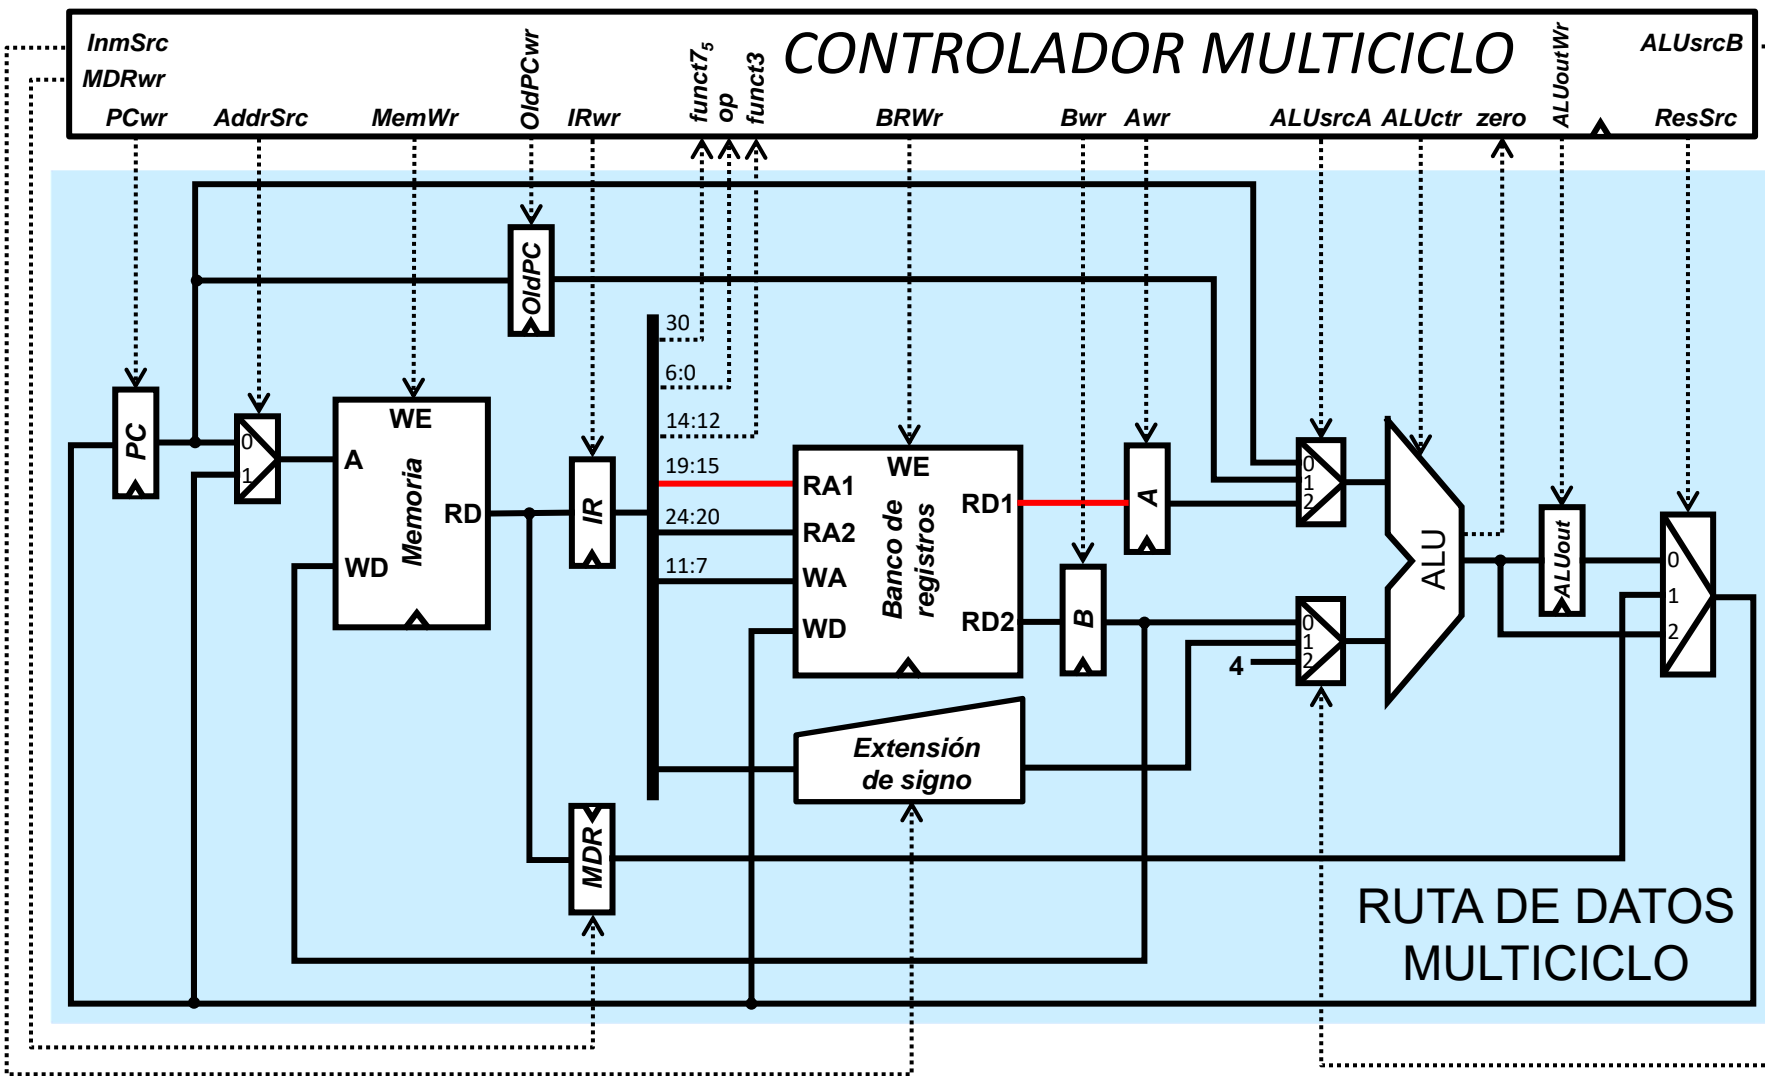 InmSrc
MDRwr
PCwr
AddrSrc
MemWr
OldPCwr
IRwr
funct7₅
op
funct3
CONTROLADOR MULTICICLO
BRWr
Bwr
Awr
ALUsrcA
ALUctr
zero
ALUoutWr
ALUsrcB
ResSrc
OldPC
30
6:0
14:12
19:15
24:20
11:7
PC
0
1
WE
A
RD
WD
Memoria
IR
WE
RA1
RA2
WA
WD
RD1
RD2
Banco de
registros
A
B
0
1
2
0
1
2
4
ALU
ALUout
0
1
2
Extensión
de signo
MDR
RUTA DE DATOS
MULTICICLO